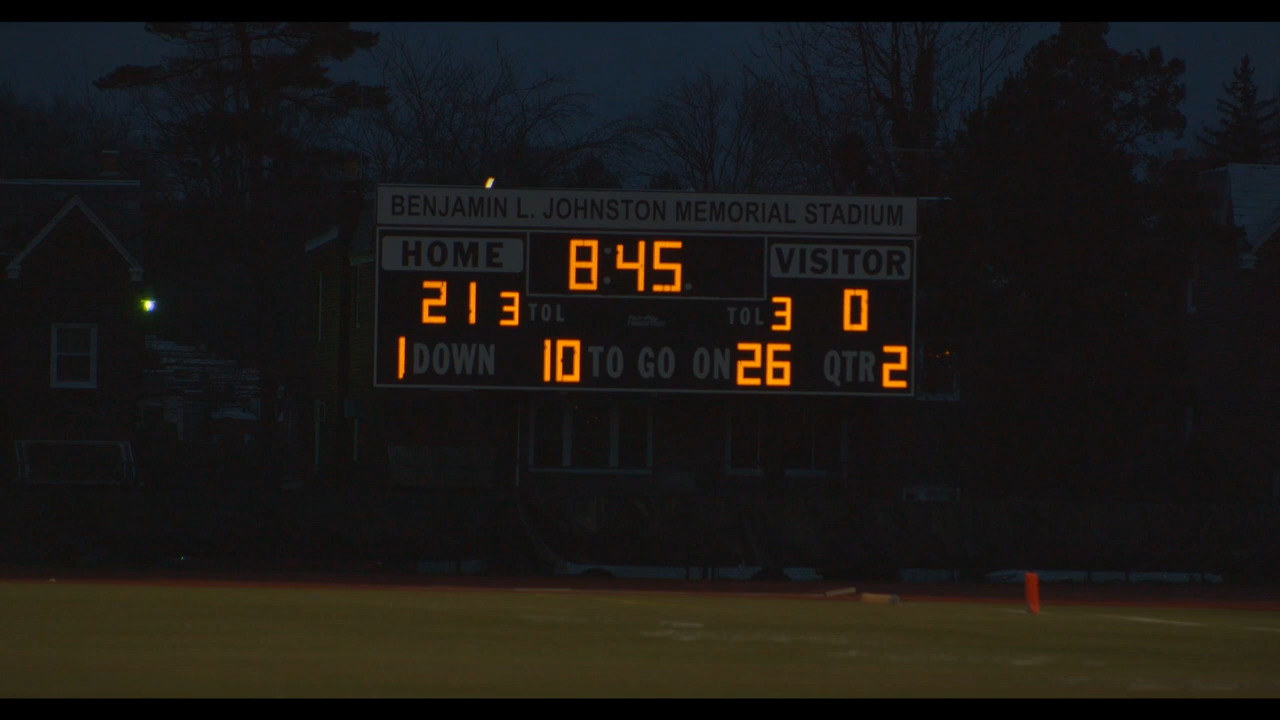 BENJAMIN L. JOHNSTON MEMORIAL STADIUM
HOME 8:45 VISITOR
21 3 TOL TOL 3 0
1 DOWN 10 TO GO ON 26 QTR 2